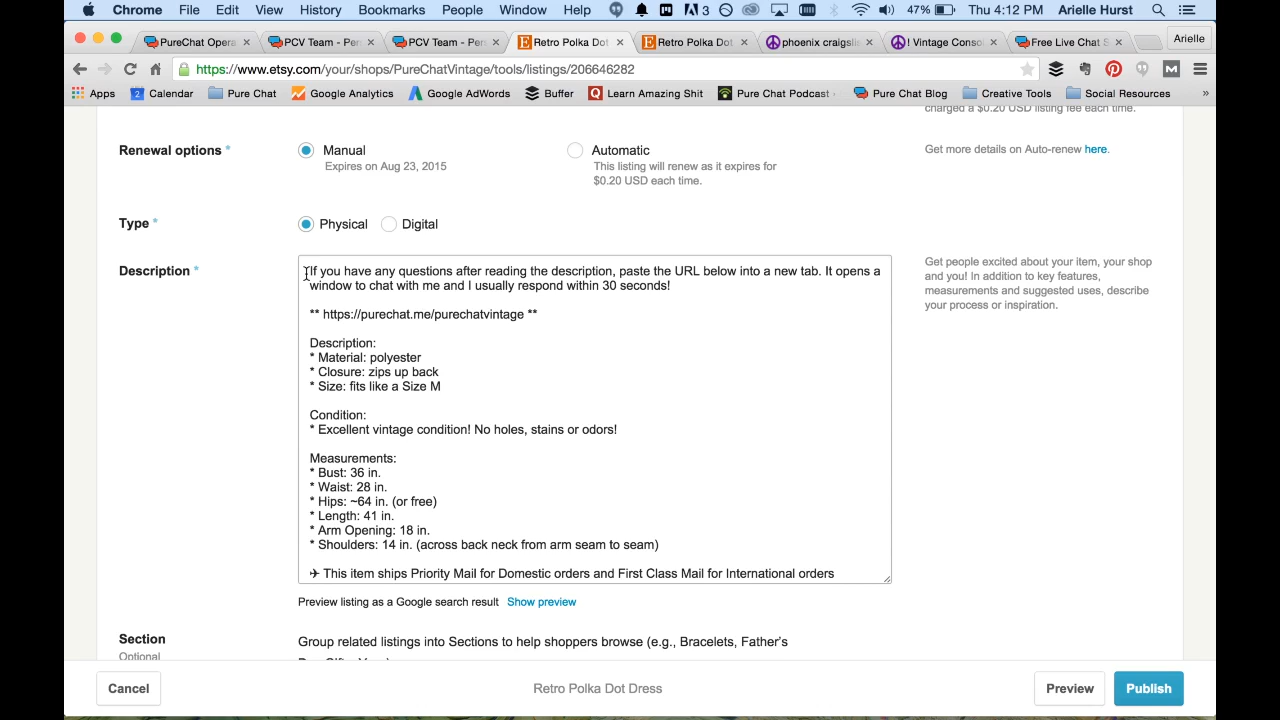 Chrome File Edit View History Bookmarks People Window Help 3 47% Thu 4:12 PM Arielle Hurst
PureChat Opera PCV Team - Pen PCV Team - Pen Retro Polka Dot Retro Polka Dot phoenix craigslis ! Vintage Conso Free Live Chat S Arielle
https://www.etsy.com/your/shops/PureChatVintage/tools/listings/206646282
Apps 2 Calendar Pure Chat Google Analytics Google AdWords Buffer Learn Amazing Shit Pure Chat Podcast Pure Chat Blog Creative Tools Social Resources »
charged a $0.20 USD listing fee each time.
Renewal options *
Manual
Expires on Aug 23, 2015
Automatic
This listing will renew as it expires for
$0.20 USD each time.
Get more details on Auto-renew here.
Type *
Physical Digital
Description *
If you have any questions after reading the description, paste the URL below into a new tab. It opens a
window to chat with me and I usually respond within 30 seconds!
** https://purechat.me/purechatvintage **
Description:
* Material: polyester
* Closure: zips up back
* Size: fits like a Size M
Condition:
* Excellent vintage condition! No holes, stains or odors!
Measurements:
* Bust: 36 in.
* Waist: 28 in.
* Hips: ~64 in. (or free)
* Length: 41 in.
* Arm Opening: 18 in.
* Shoulders: 14 in. (across back neck from arm seam to seam)
✈ This item ships Priority Mail for Domestic orders and First Class Mail for International orders
Get people excited about your item, your shop
and you! In addition to key features,
measurements and suggested uses, describe
your process or inspiration.
Preview listing as a Google search result Show preview
Section
Optional
Group related listings into Sections to help shoppers browse (e.g., Bracelets, Father's
Cancel
Retro Polka Dot Dress
Preview
Publish